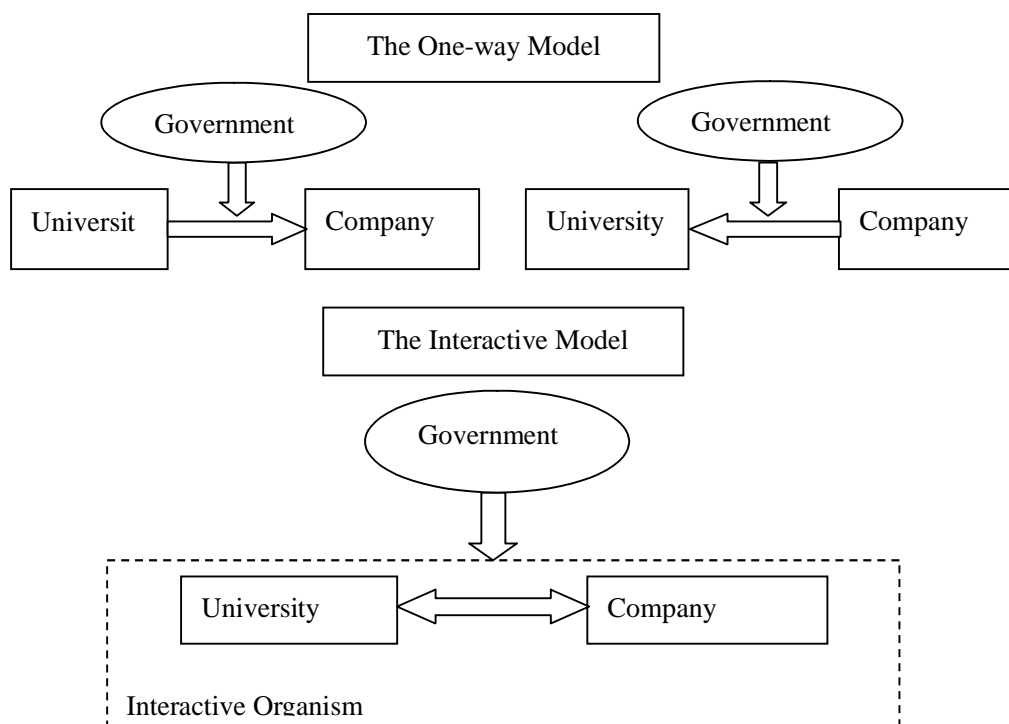 The One-way Model
Government
Government
Universit
Company
University
Company
The Interactive Model
Government
University
Company
Interactive Organism